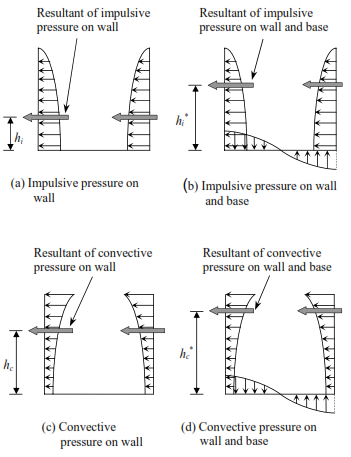 Resultant of impulsive
pressure on wall
Resultant of impulsive
pressure on wall and base
hᵢ
hᵢ*
(a) Impulsive pressure on
wall
(b) Impulsive pressure on wall
and base
Resultant of convective
pressure on wall
Resultant of convective
pressure on wall and base
h꜀
h꜀*
(c) Convective
pressure on wall
(d) Convective pressure on
wall and base